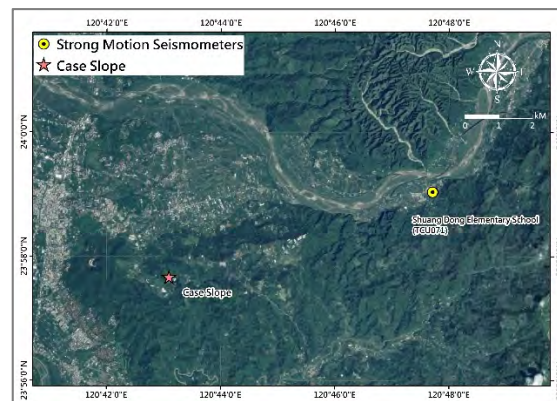 120°42'0"E
120°44'0"E
120°46'0"E
120°48'0"E
Strong Motion Seismometers
Case Slope
N
W
E
S
0
1
2
kM
24°0'0"N
23°58'0"N
23°56'0"N
Shuang Dong Elementary School
(TCU071)
Case Slope
120°42'0"E
120°44'0"E
120°46'0"E
120°48'0"E